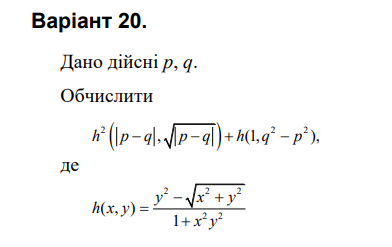 Варіант 20.
Дано дійсні p, q.
Обчислити
h²(|p − q|, √|p − q|) + h(1, q² − p²),
де
h(x, y) = (y² − √(x² + y²)) / (1 + x²y²)